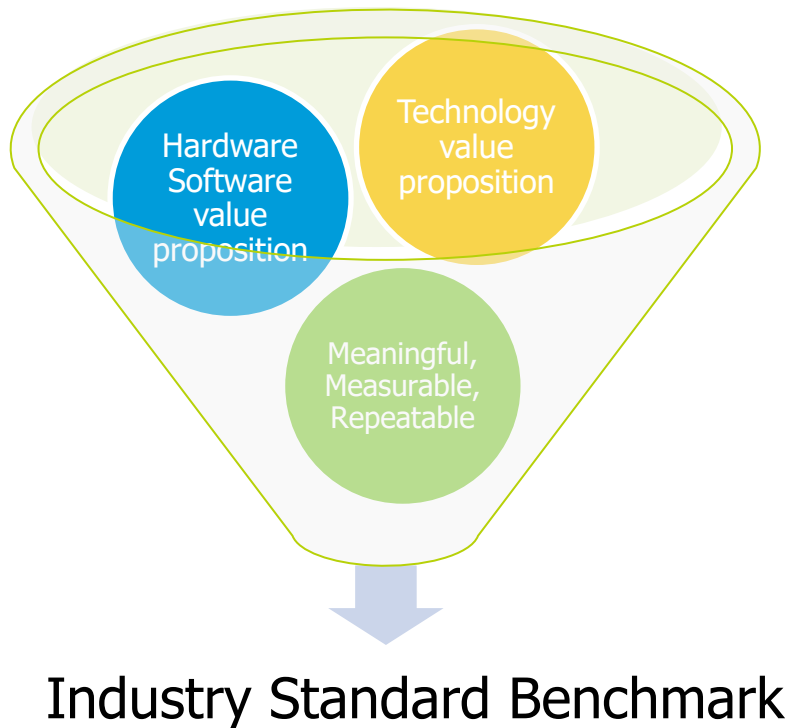 Hardware
Software
value
proposition
Technology
value
proposition
Meaningful,
Measurable,
Repeatable
Industry Standard Benchmark